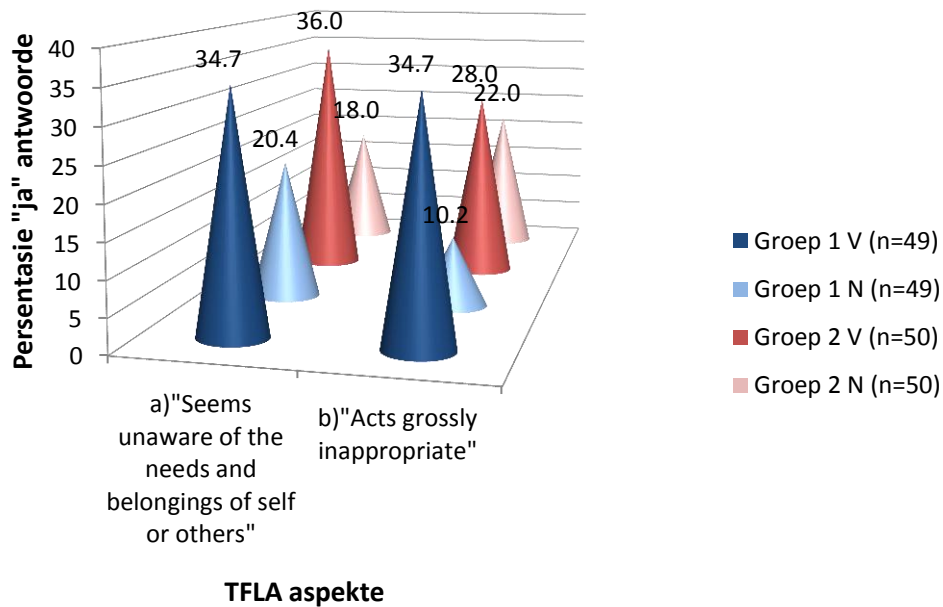 Persentasie "ja" antwoorde
40
35
30
25
20
15
10
5
0
34.7
20.4
36.0
18.0
34.7
10.2
28.0
22.0
a)"Seems
unaware of the
needs and
belongings of self
or others"
b)"Acts grossly
inappropriate"
TFLA aspekte
Groep 1 V (n=49)
Groep 1 N (n=49)
Groep 2 V (n=50)
Groep 2 N (n=50)